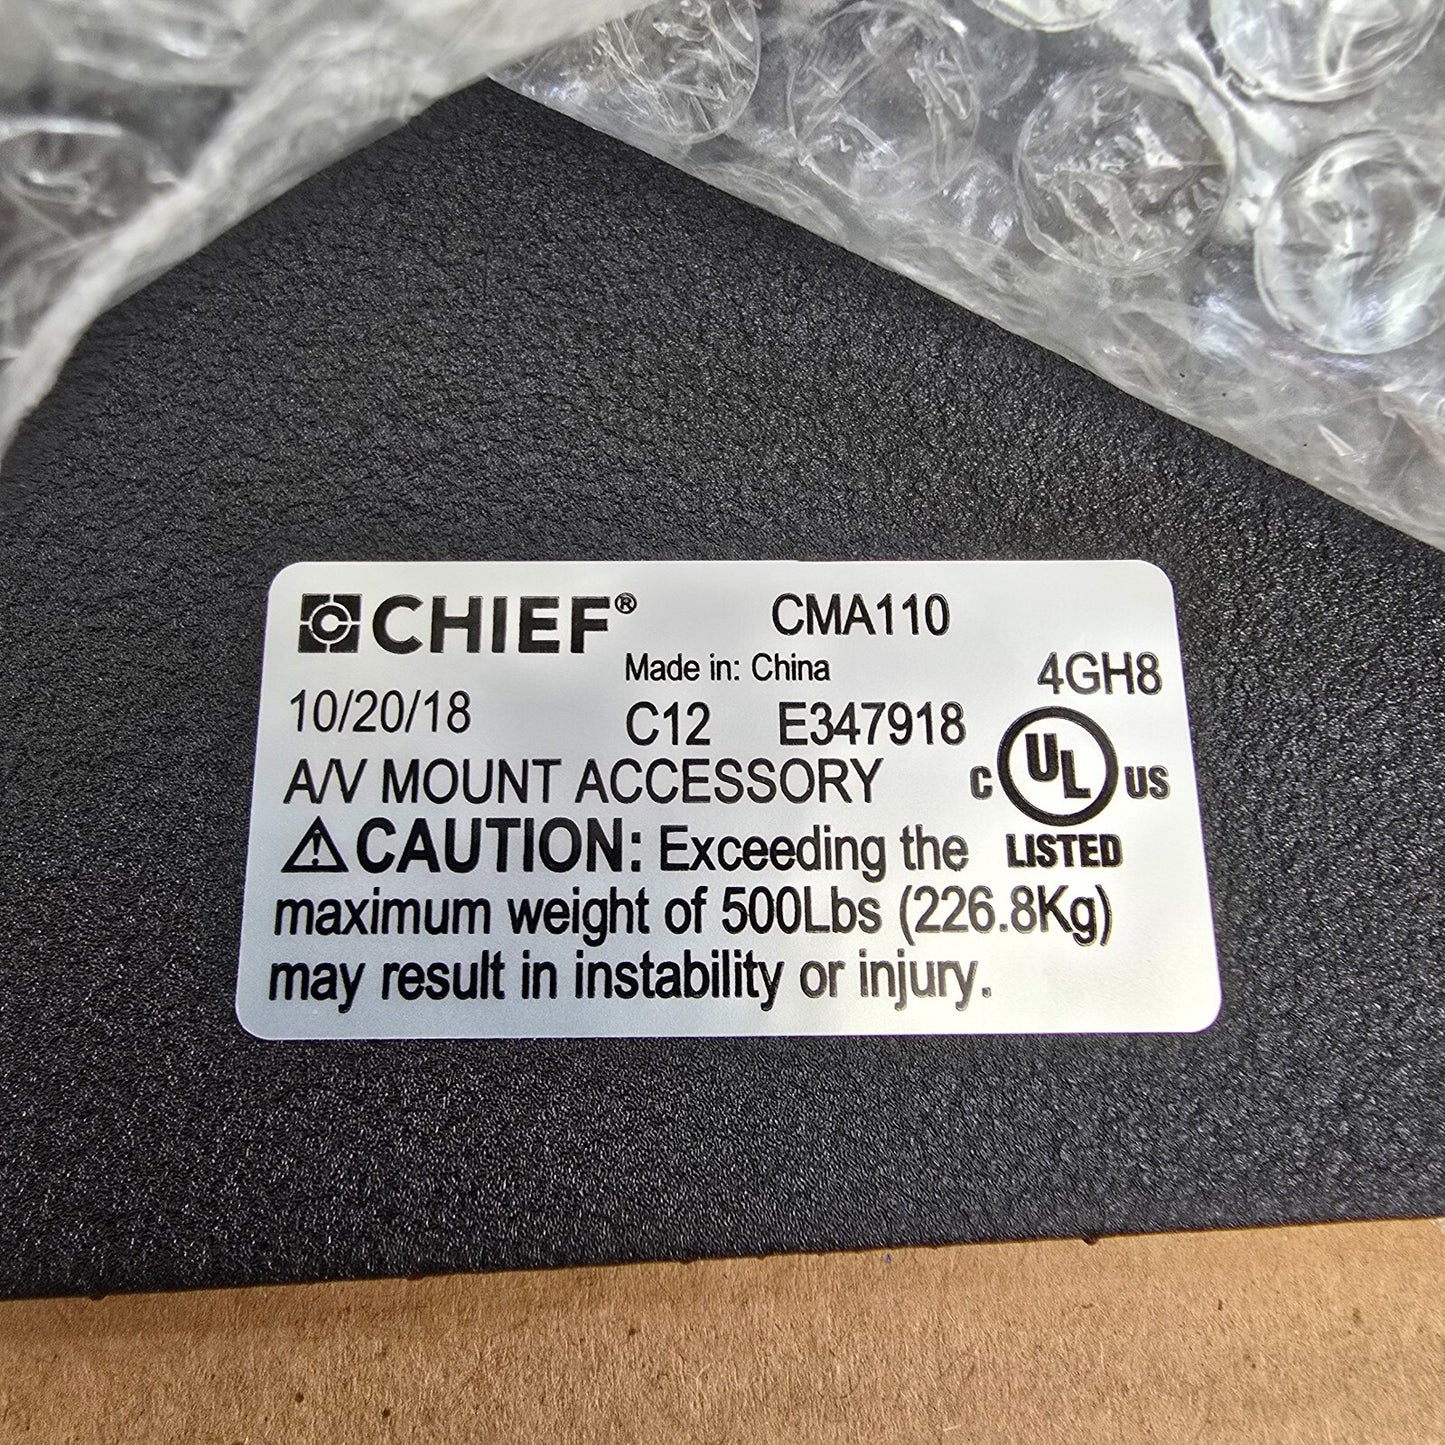 CHIEF® CMA110
Made in: China 4GH8
10/20/18 C12 E347918
A/V MOUNT ACCESSORY C UL US
CAUTION: Exceeding the LISTED
maximum weight of 500Lbs (226.8Kg)
may result in instability or injury.